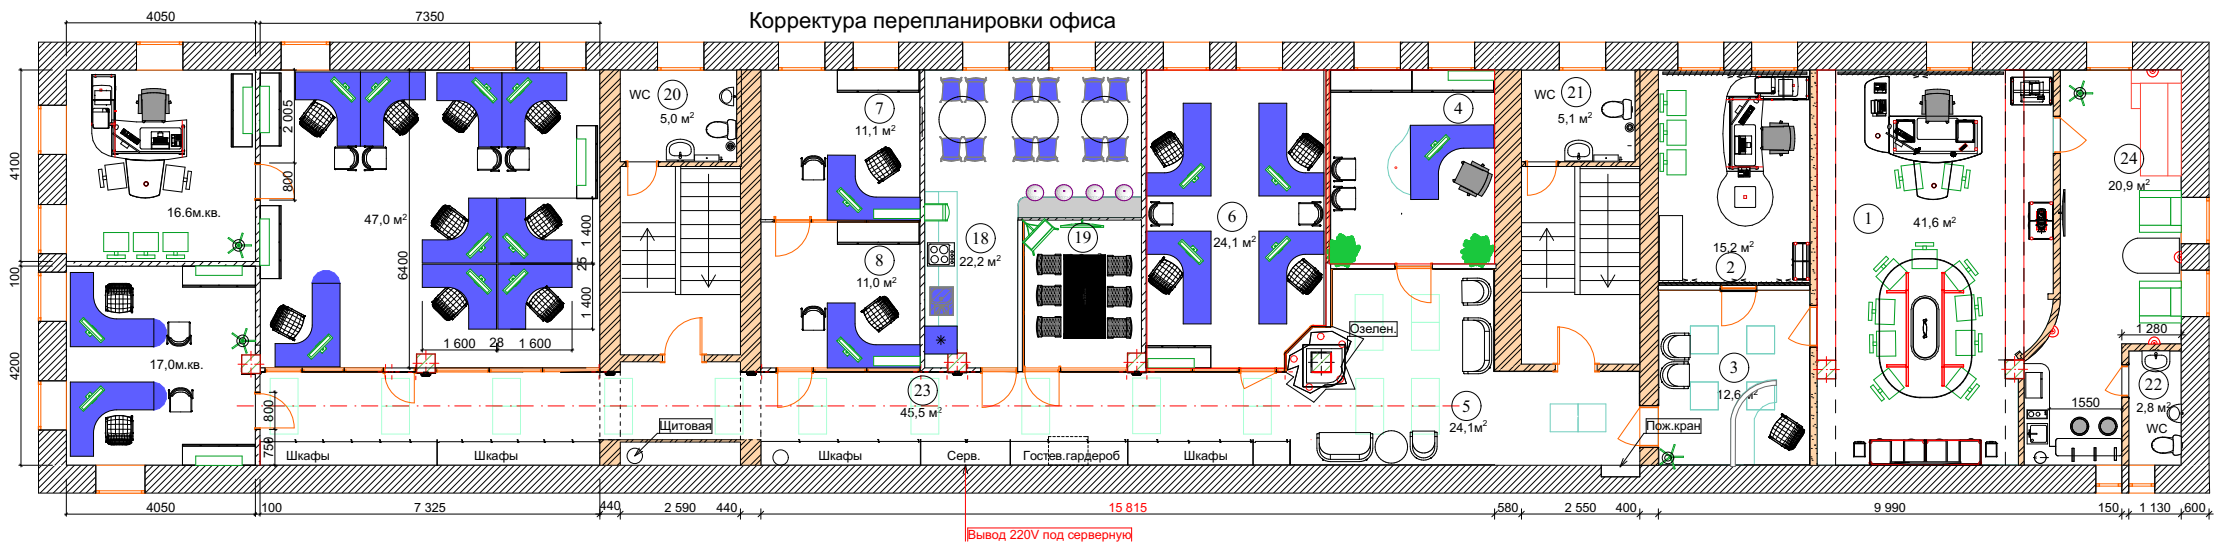 Корректура перепланировки офиса
4050
7350
2 005
800
4100
100
4200
16.6м.кв.
17,0м.кв.
47,0 м²
6400
1 400
25
1 400
1 600
28
1 600
800
750
WC
20
5,0 м²
7
11,1 м²
8
11,0 м²
18
22,2 м²
19
6
24,1 м²
4
WC
21
5,1 м²
15,2 м²
2
1
41,6 м²
24
20,9 м²
1 280
Озелен.
3
12,6 м²
5
24,1м²
23
45,5 м²
22
2,8 м²
WC
1550
Щитовая
Пож.кран
Шкафы
Шкафы
Шкафы
Серв.
Гостев.гардероб
Шкафы
4050
100
7 325
440
2 590
440
15 815
580
2 550
400
9 990
150
1 130
600
Вывод 220V под серверную